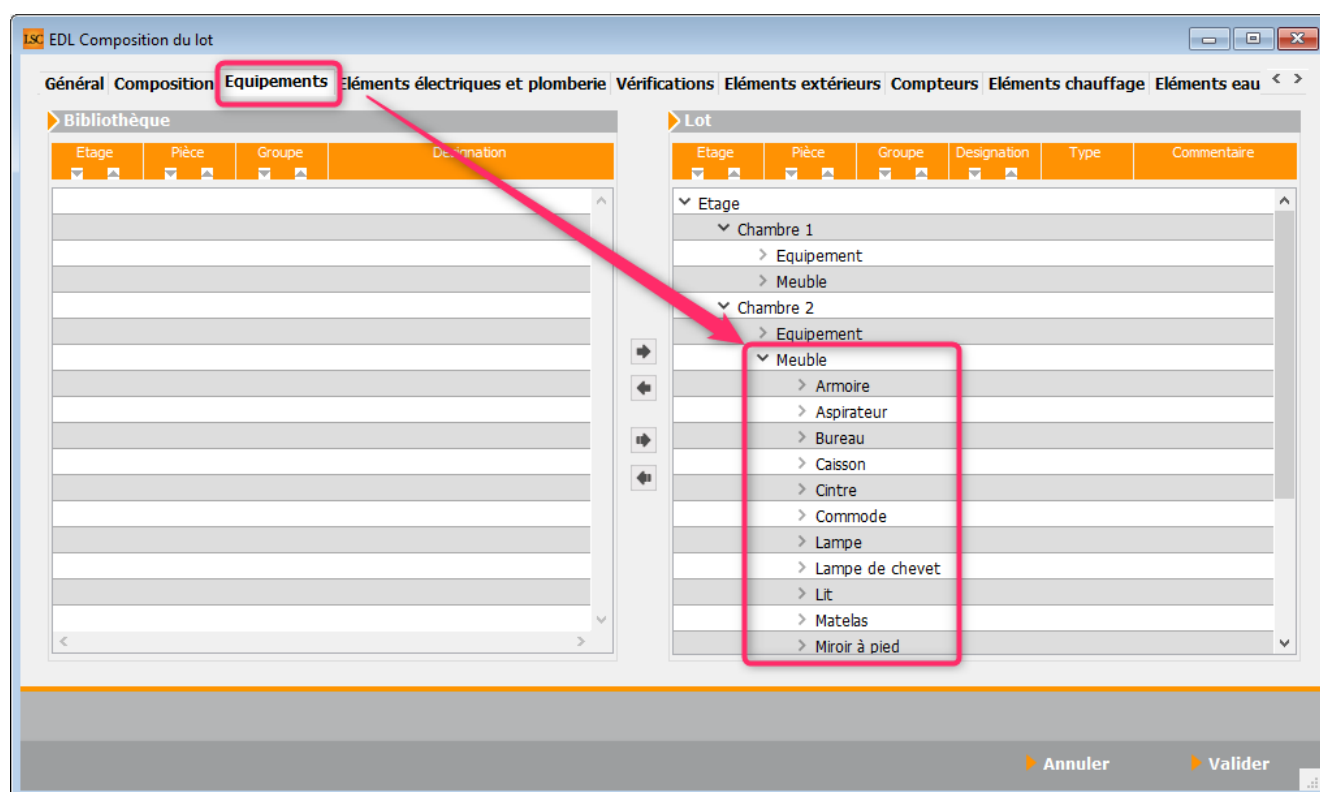 LSC EDL Composition du lot
Général Composition Equipements Eléments électriques et plomberie Vérifications Eléments extérieurs Compteurs Eléments chauffage Eléments eau
Bibliothèque
Etage Pièce Groupe Designation
Lot
Etage Pièce Groupe Designation Type Commentaire
Etage
Chambre 1
Equipement
Meuble
Chambre 2
Equipement
Meuble
Armoire
Aspirateur
Bureau
Caisson
Cintre
Commode
Lampe
Lampe de chevet
Lit
Matelas
Miroir à pied
Annuler Valider